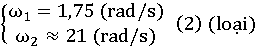 {ω₁ = 1,75 (rad/s)
ω₂ ≈ 21 (rad/s) (2) (loại)